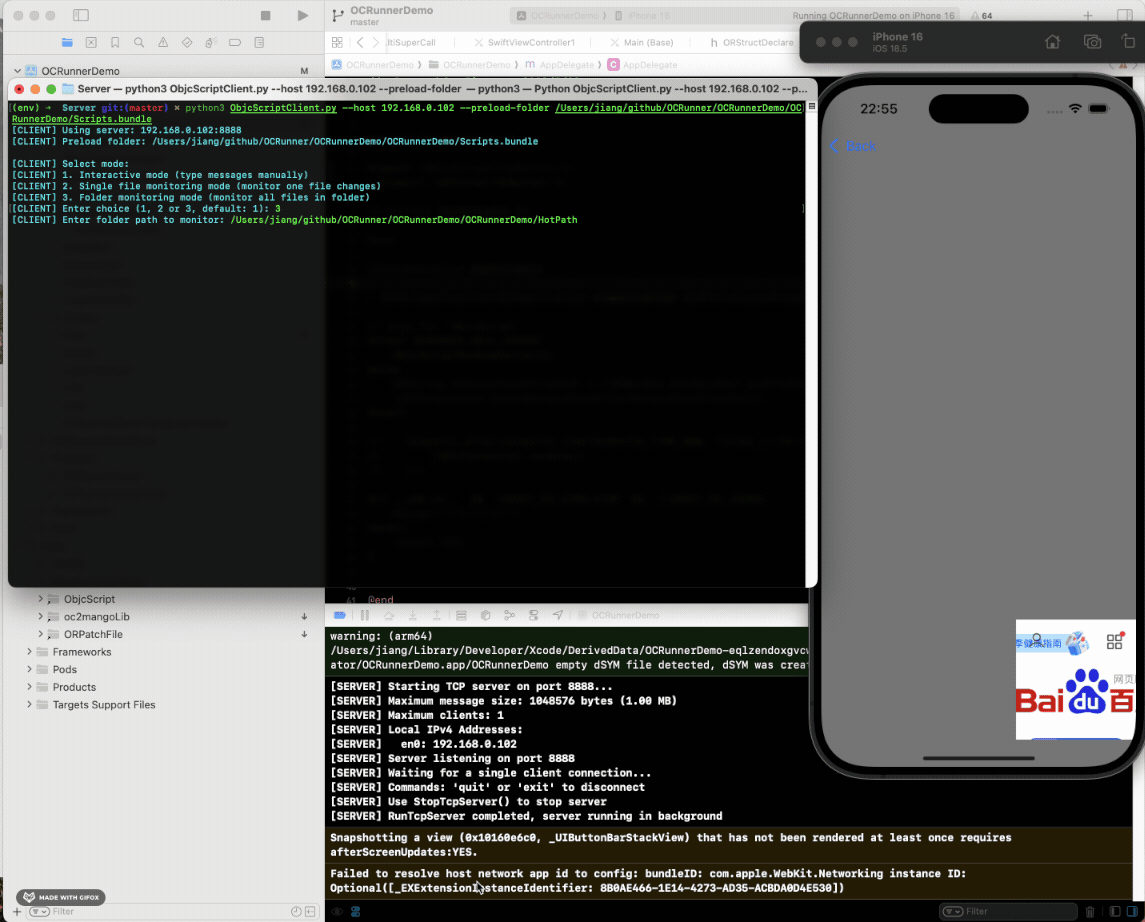 OCRunnerDemo
master
OCRunnerDemo
iPhone 16
Running OCRunnerDemo on iPhone 16
64
ltiSuperCall
SwiftViewController1
Main (Base)
ORStructDeclare
OCRunnerDemo
M
OCRunnerDemo
OCRunnerDemo
AppDelegate
AppDelegate
Server — python3 ObjcScriptClient.py --host 192.168.0.102 --preload-folder — python3 — Python ObjcScriptClient.py --host 192.168.0.102 --p...
(env) → Server git:(master) × python3 ObjcScriptClient.py --host 192.168.0.102 --preload-folder /Users/jiang/github/OCRunner/OCRunnerDemo/OC
RunnerDemo/Scripts.bundle
[CLIENT] Using server: 192.168.0.102:8888
[CLIENT] Preload folder: /Users/jiang/github/OCRunner/OCRunnerDemo/OCRunnerDemo/Scripts.bundle
[CLIENT] Select mode:
[CLIENT] 1. Interactive mode (type messages manually)
[CLIENT] 2. Single file monitoring mode (monitor one file changes)
[CLIENT] 3. Folder monitoring mode (monitor all files in folder)
[CLIENT] Enter choice (1, 2 or 3, default: 1): 3
[CLIENT] Enter folder path to monitor: /Users/jiang/github/OCRunner/OCRunnerDemo/OCRunnerDemo/HotPath
iPhone 16
iOS 18.5
22:55
Back
季健康指南
网页
Bai du 百
41 @end
ObjcScript
oc2mangoLib
ORPatchFile
Frameworks
Pods
Products
Targets Support Files
OCRunnerDemo
warning: (arm64)
/Users/jiang/Library/Developer/Xcode/DerivedData/OCRunnerDemo-eqlzendoxgvcw
ator/OCRunnerDemo.app/OCRunnerDemo empty dSYM file detected, dSYM was creat
[SERVER] Starting TCP server on port 8888...
[SERVER] Maximum message size: 1048576 bytes (1.00 MB)
[SERVER] Maximum clients: 1
[SERVER] Local IPv4 Addresses:
[SERVER]   en0: 192.168.0.102
[SERVER] Server listening on port 8888
[SERVER] Waiting for a single client connection...
[SERVER] Commands: 'quit' or 'exit' to disconnect
[SERVER] Use StopTcpServer() to stop server
[SERVER] RunTcpServer completed, server running in background
Snapshotting a view (0x10160e6c0, _UIButtonBarStackView) that has not been rendered at least once requires
afterScreenUpdates:YES.
Failed to resolve host network app id to config: bundleID: com.apple.WebKit.Networking instance ID:
Optional([_EXExtensionInstanceIdentifier: 8B0AE466-1E14-4273-AD35-ACBDA0D4E530])
MADE WITH GIFOX
Filter
Filter